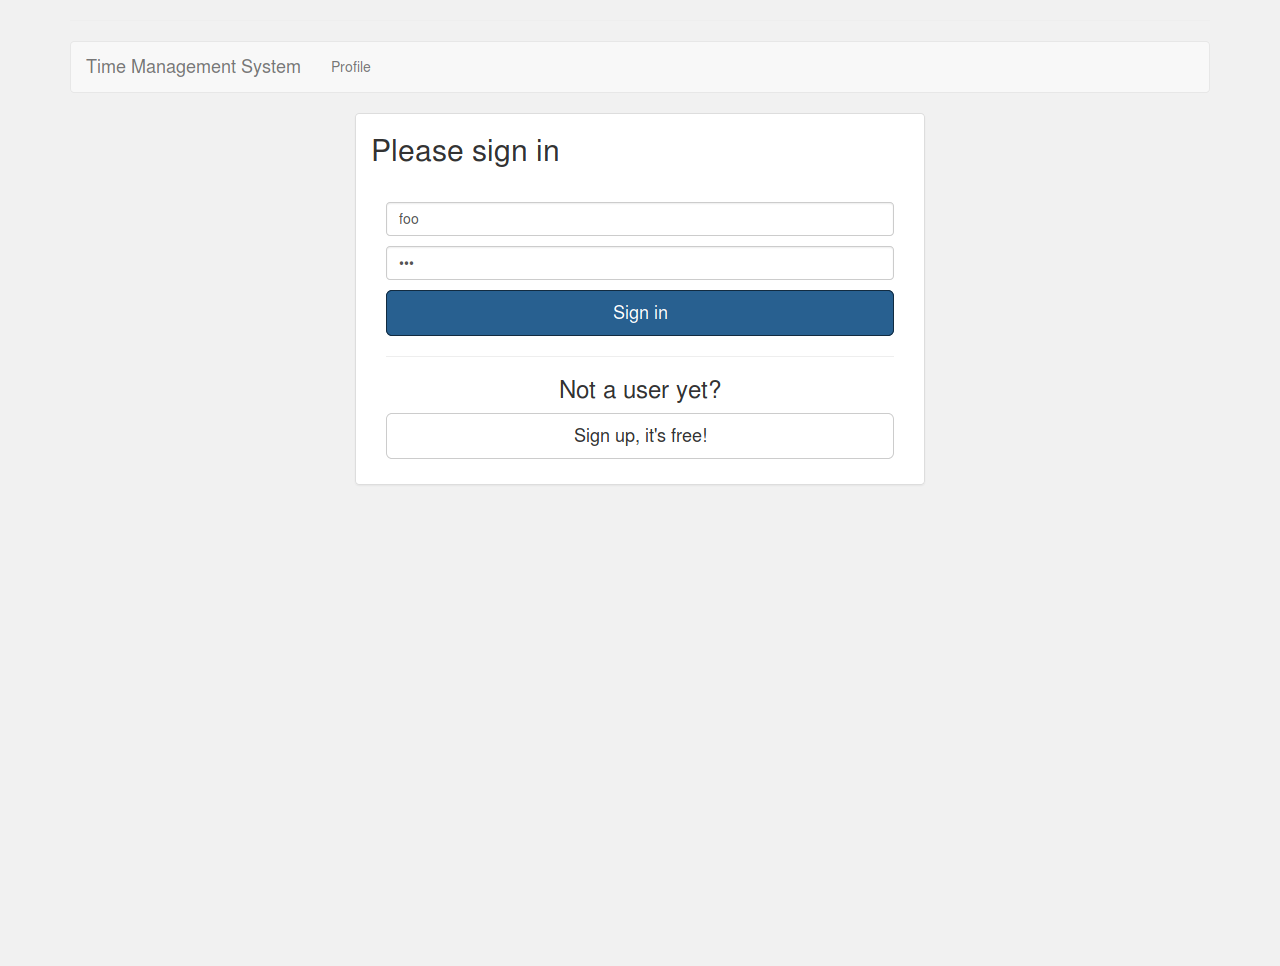 Time Management System Profile
Please sign in
foo
•••
Sign in
Not a user yet?
Sign up, it's free!